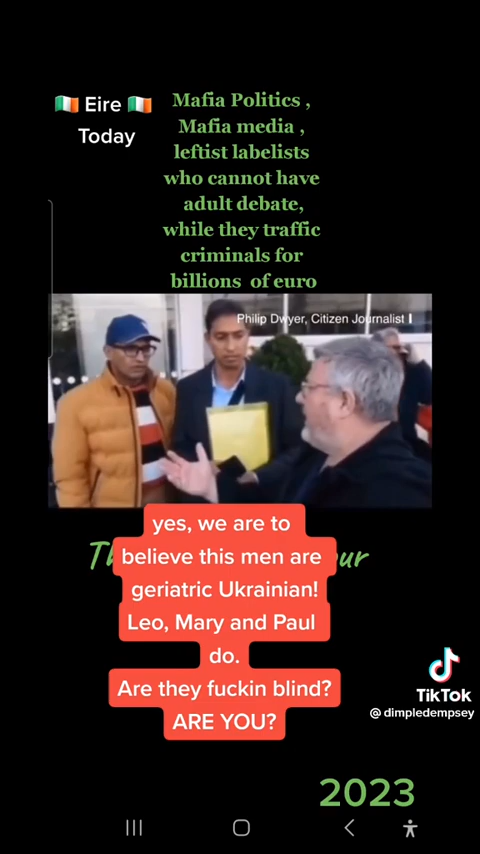 🇮🇪 Eire 🇮🇪
Today
Mafia Politics ,
Mafia media ,
leftist labelists
who cannot have
adult debate,
while they traffic
criminals for
billions of euro
Philip Dwyer, Citizen Journalist
yes, we are to
believe this men are
geriatric Ukrainian!
Leo, Mary and Paul
do.
Are they fuckin blind?
ARE YOU?
TikTok
@dimpledempsey
2023